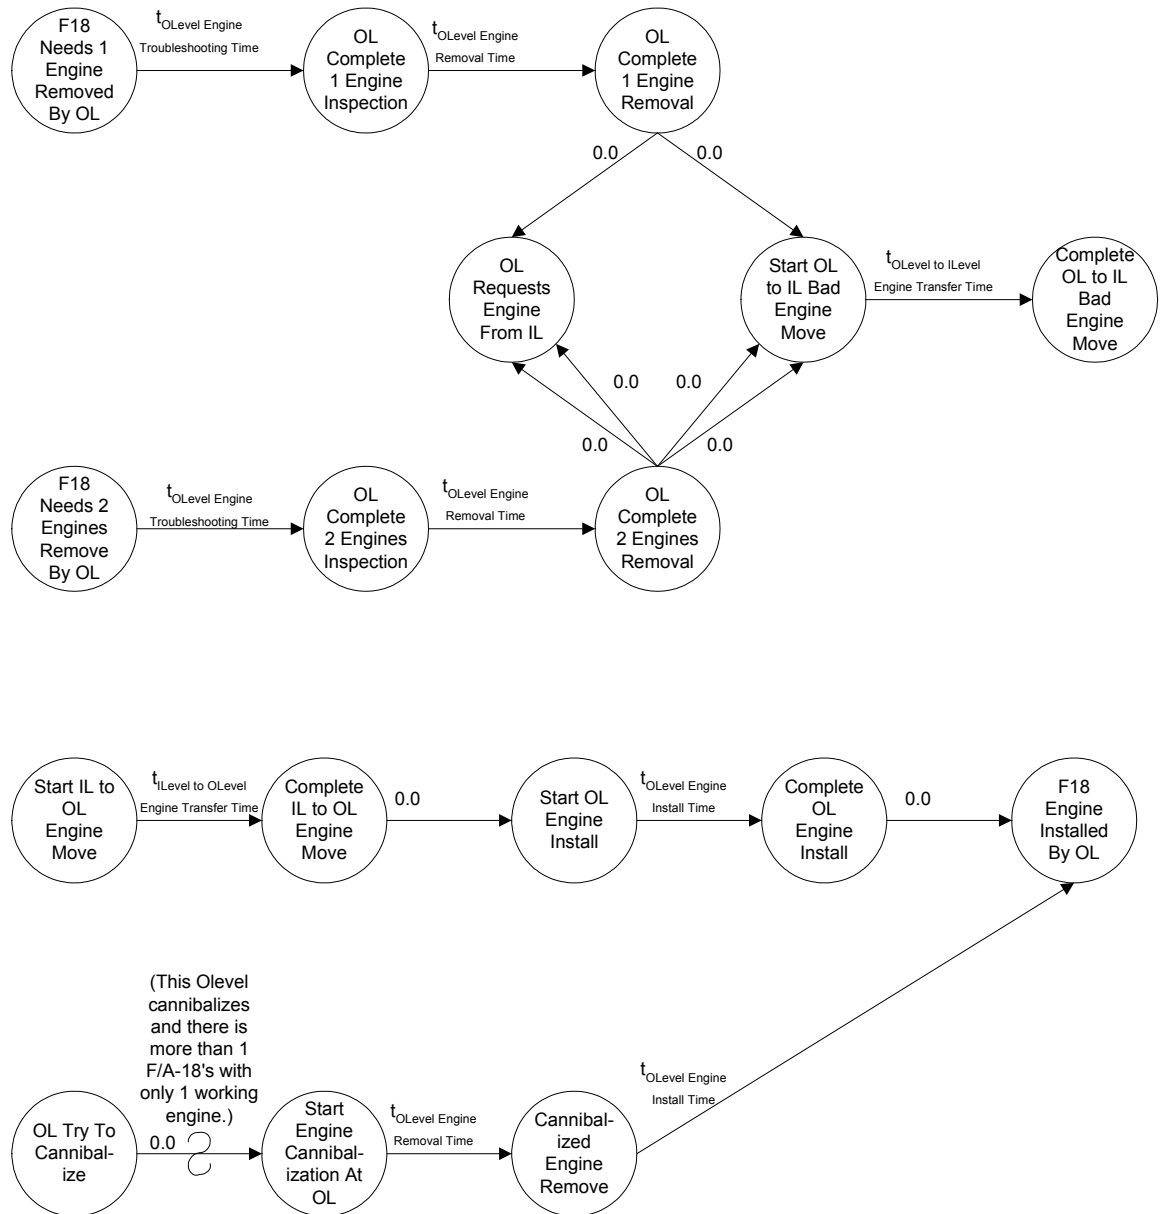 F18
Needs 1
Engine
Removed
By OL
tOLevel Engine
Troubleshooting Time
OL
Complete
1 Engine
Inspection
tOLevel Engine
Removal Time
OL
Complete
1 Engine
Removal
0.0
0.0
OL
Requests
Engine
From IL
Start OL
to IL Bad
Engine
Move
tOLevel to ILevel
Engine Transfer Time
Complete
OL to IL
Bad
Engine
Move
0.0
0.0
0.0
0.0
F18
Needs 2
Engines
Remove
By OL
tOLevel Engine
Troubleshooting Time
OL
Complete
2 Engines
Inspection
tOLevel Engine
Removal Time
OL
Complete
2 Engines
Removal
Start IL to
OL
Engine
Move
tILevel to OLevel
Engine Transfer Time
Complete
IL to OL
Engine
Move
0.0
Start OL
Engine
Install
tOLevel Engine
Install Time
Complete
OL
Engine
Install
0.0
F18
Engine
Installed
By OL
(This Olevel
cannibalizes
and there is
more than 1
F/A-18's with
only 1 working
engine.)
OL Try To
Cannibal-
ize
0.0
Start
Engine
Cannibal-
ization At
OL
tOLevel Engine
Removal Time
Cannibal-
ized
Engine
Remove
tOLevel Engine
Install Time